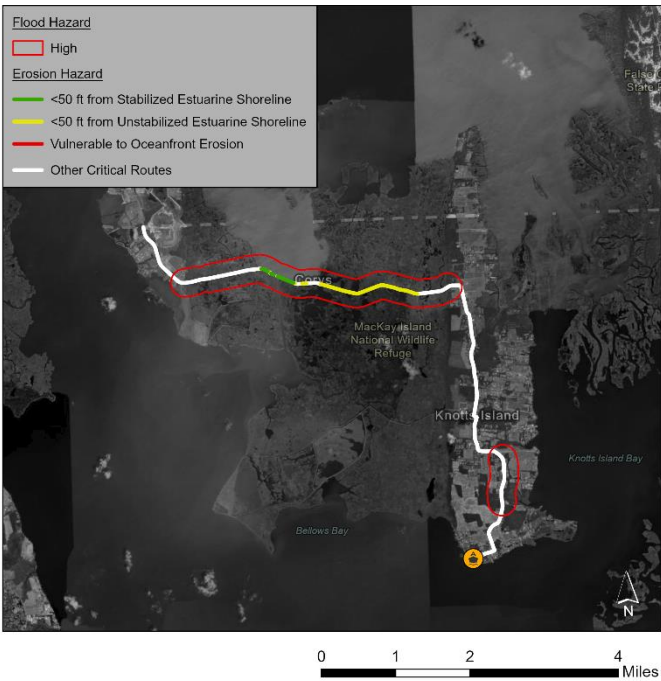 Flood Hazard
High
Erosion Hazard
<50 ft from Stabilized Estuarine Shoreline
<50 ft from Unstabilized Estuarine Shoreline
Vulnerable to Oceanfront Erosion
Other Critical Routes
False
State
Corys
MacKay Island
National Wildlife
Refuge
Knotts Island
Knotts Island Bay
Bellows Bay
N
0 1 2 4
Miles